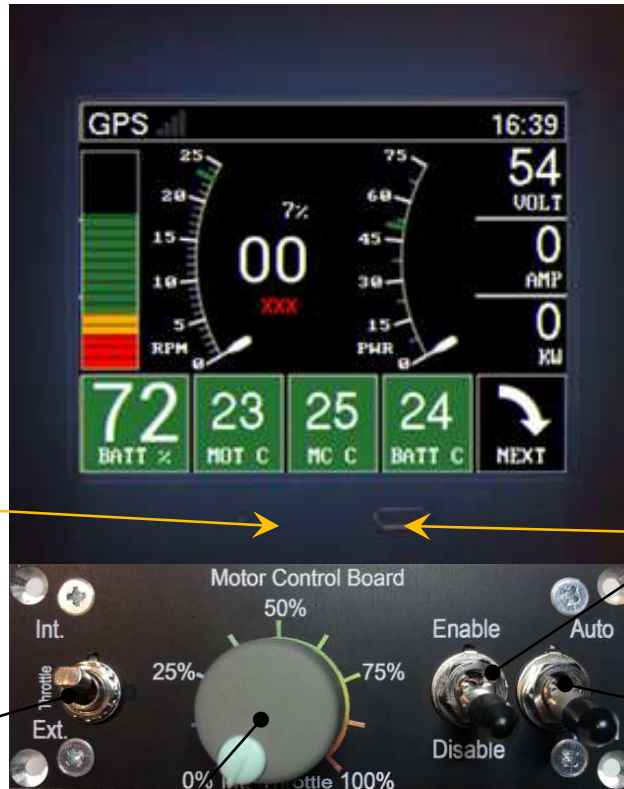 GPS 16:39
25 75 54
VOLT
20 7% 60
15 00 45 0
AMP
10 XXX 30
5 15 0
RPM PWR KW
0 0
72 23 25 24
BATT % MOT C MC C BATT C NEXT
Motor Control Board
50%
Int. Enable Auto
Throttle 25% 75%
Ext. Disable
0% Int. Throttle 100%